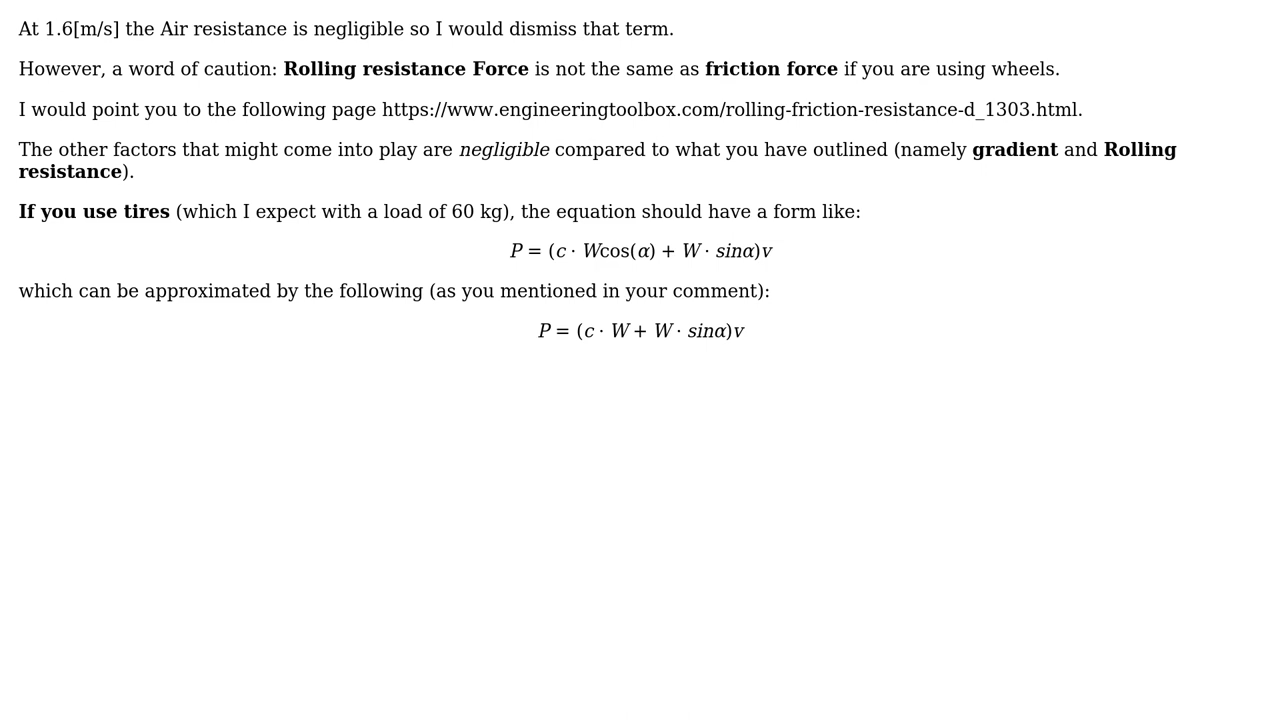 At 1.6[m/s] the Air resistance is negligible so I would dismiss that term.
However, a word of caution: Rolling resistance Force is not the same as friction force if you are using wheels.
I would point you to the following page https://www.engineeringtoolbox.com/rolling-friction-resistance-d_1303.html.
The other factors that might come into play are negligible compared to what you have outlined (namely gradient and Rolling
resistance).
If you use tires (which I expect with a load of 60 kg), the equation should have a form like:
P = (c · Wcos(α) + W · sinα)v
which can be approximated by the following (as you mentioned in your comment):
P = (c · W + W · sinα)v